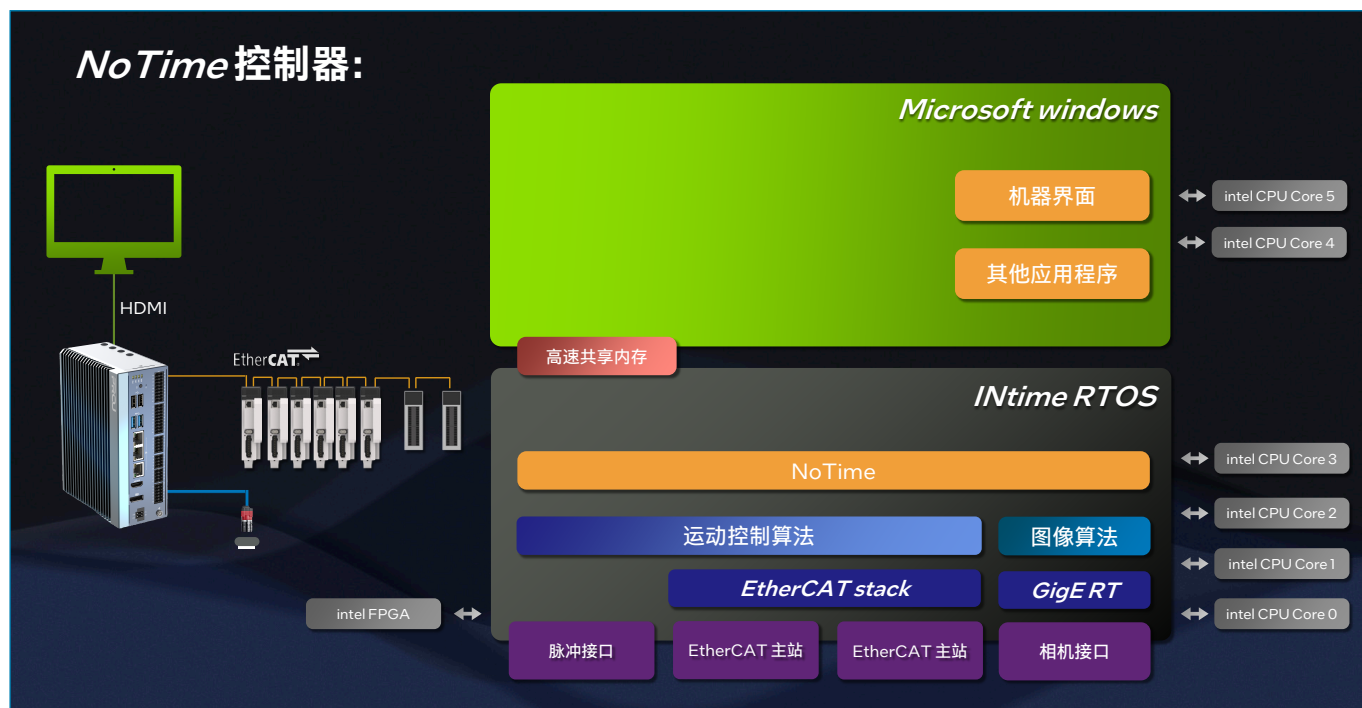 NoTime 控制器:
Microsoft windows
机器界面
intel CPU Core 5
intel CPU Core 4
其他应用程序
HDMI
高速共享内存
EtherCAT
INtime RTOS
NoTime
intel CPU Core 3
运动控制算法
图像算法
intel CPU Core 2
EtherCAT stack
GigE RT
intel CPU Core 1
intel FPGA
intel CPU Core 0
脉冲接口
EtherCAT 主站
EtherCAT 主站
相机接口